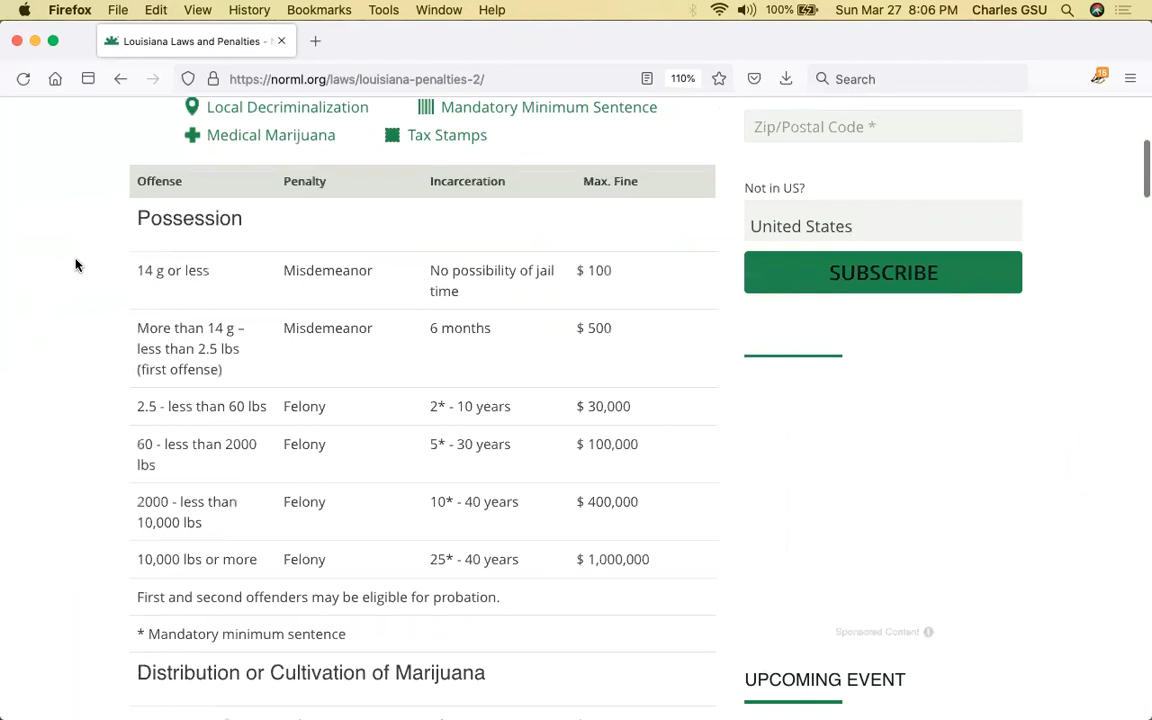 Firefox File Edit View History Bookmarks Tools Window Help 100% Sun Mar 27 8:06 PM Charles GSU
Louisiana Laws and Penalties -
https://norml.org/laws/louisiana-penalties-2/ 110% Search 15
Local Decriminalization Mandatory Minimum Sentence
Medical Marijuana Tax Stamps
Offense Penalty Incarceration Max. Fine
Possession
14 g or less Misdemeanor No possibility of jail $ 100
time
More than 14 g – Misdemeanor 6 months $ 500
less than 2.5 lbs
(first offense)
2.5 - less than 60 lbs Felony 2* - 10 years $ 30,000
60 - less than 2000 Felony 5* - 30 years $ 100,000
lbs
2000 - less than Felony 10* - 40 years $ 400,000
10,000 lbs
10,000 lbs or more Felony 25* - 40 years $ 1,000,000
First and second offenders may be eligible for probation.
* Mandatory minimum sentence
Distribution or Cultivation of Marijuana
Zip/Postal Code *
Not in US?
United States
SUBSCRIBE
Sponsored Content
UPCOMING EVENT